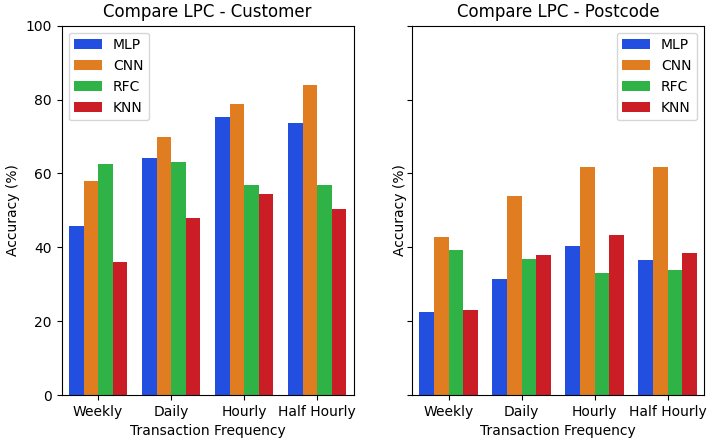 Compare LPC - Customer
Accuracy (%)
100
80
60
40
20
0
MLP
CNN
RFC
KNN
Weekly Daily Hourly Half Hourly
Transaction Frequency
Compare LPC - Postcode
Accuracy (%)
MLP
CNN
RFC
KNN
Weekly Daily Hourly Half Hourly
Transaction Frequency